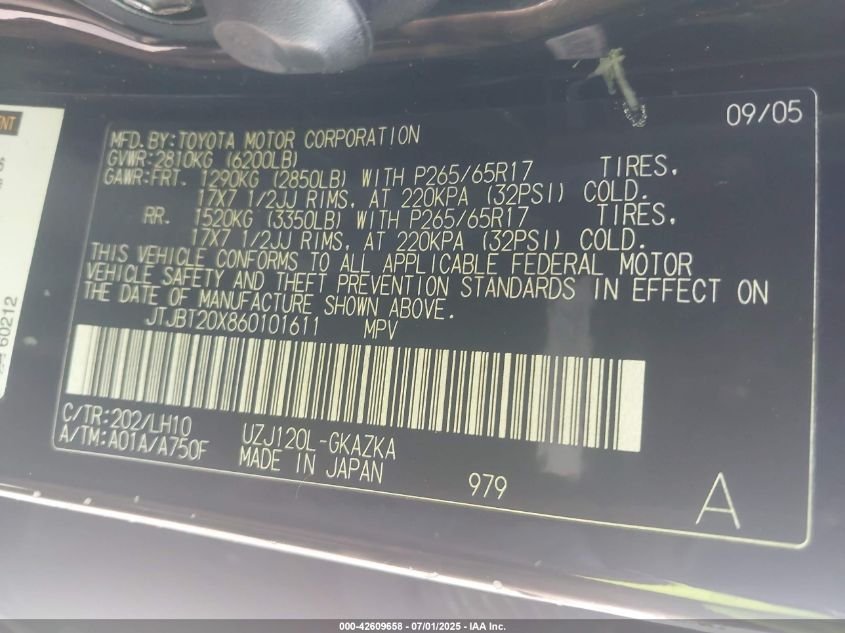 09/05
MFD. BY: TOYOTA MOTOR CORPORATION
GVWR: 2810KG (6200LB)
GAWR: FRT. 1290KG (2850LB) WITH P265/65R17 TIRES,
17X7 1/2JJ RIMS, AT 220KPA (32PSI) COLD.
RR. 1520KG (3350LB) WITH P265/65R17 TIRES,
17X7 1/2JJ RIMS, AT 220KPA (32PSI) COLD.
THIS VEHICLE CONFORMS TO ALL APPLICABLE FEDERAL MOTOR
VEHICLE SAFETY AND THEFT PREVENTION STANDARDS IN EFFECT ON
THE DATE OF MANUFACTURE SHOWN ABOVE.
JTJBT20X860101611 MPV
C/TR: 202/LH10
A/TM: A01A/A750F
UZJ120L-GKAZKA
MADE IN JAPAN
979
A
60212
000-42609658 - 07/01/2025 - IAA Inc.